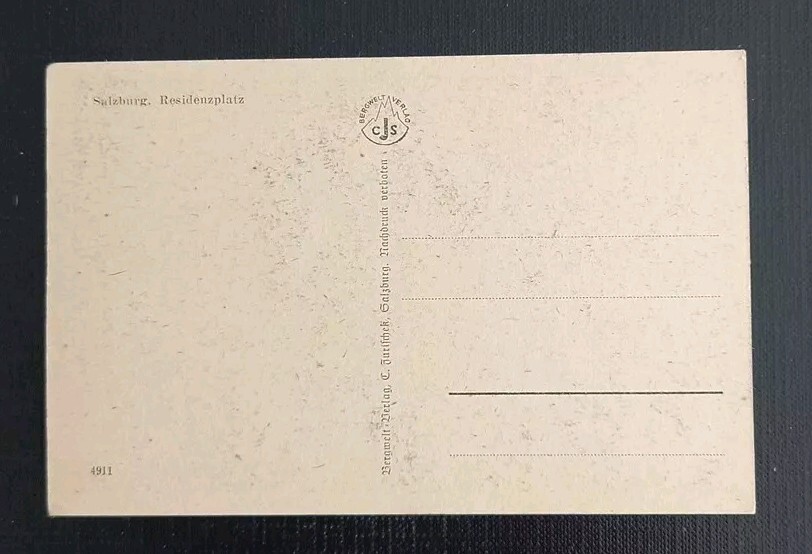 Salzburg, Residenzplatz
BERGWELT VERLAG
CJS
Bergwelt-Verlag, C. Jurischek, Salzburg. Nachdruck verboten
4911